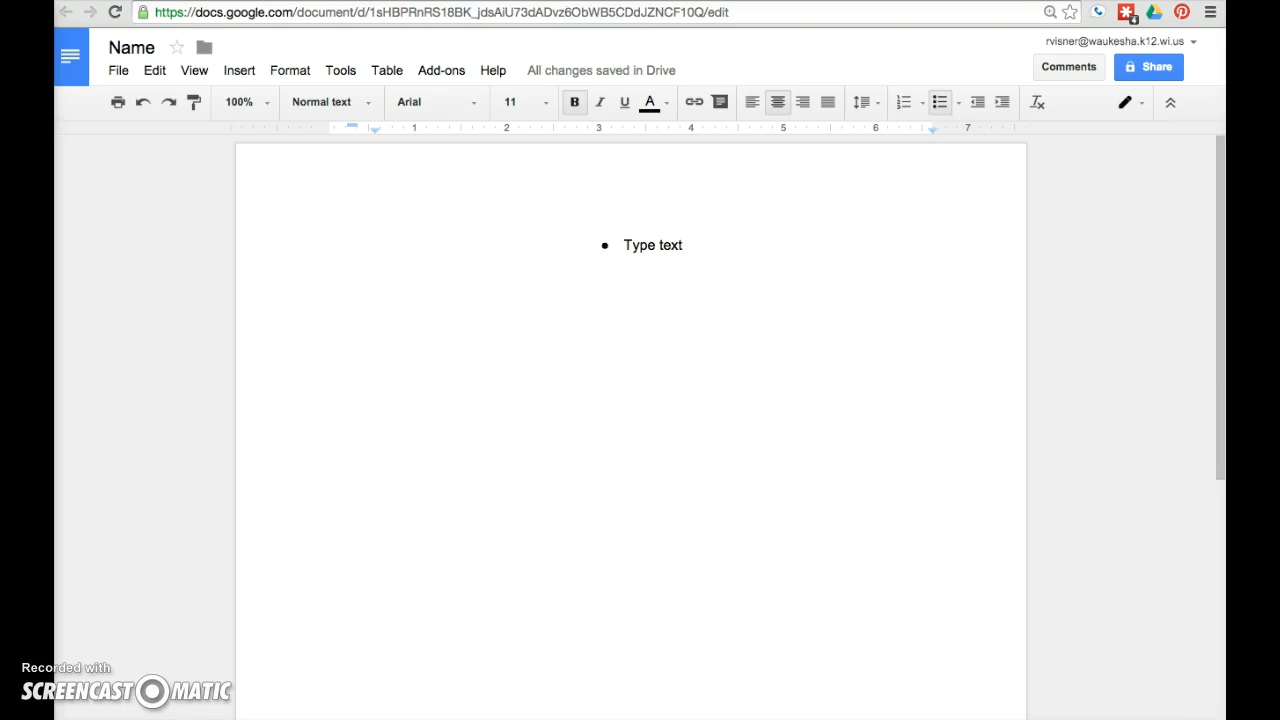 https://docs.google.com/document/d/1sHBPRnRS18BK_jdsAiU73dADvz6ObWB5CDdJZNCF10Q/edit
4
Name
rvisner@waukesha.k12.wi.us
File Edit View Insert Format Tools Table Add-ons Help All changes saved in Drive
Comments Share
100% Normal text Arial 11 B I U A
1 2 3 4 5 6 7
• Type text
Recorded with
SCREENCAST MATIC